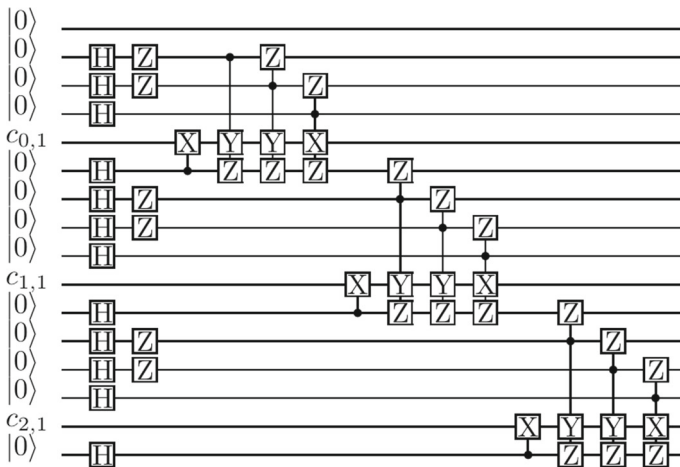 |0⟩
|0⟩ H Z Z
|0⟩ H Z Z
|0⟩ H
c₀,₁ X Y Y X
|0⟩ H Z Z Z Z
|0⟩ H Z Z
|0⟩ H Z Z
|0⟩ H
c₁,₁ X Y Y X
|0⟩ H Z Z Z Z
|0⟩ H Z Z
|0⟩ H Z Z
|0⟩ H
c₂,₁ X Y Y X
|0⟩ H Z Z Z